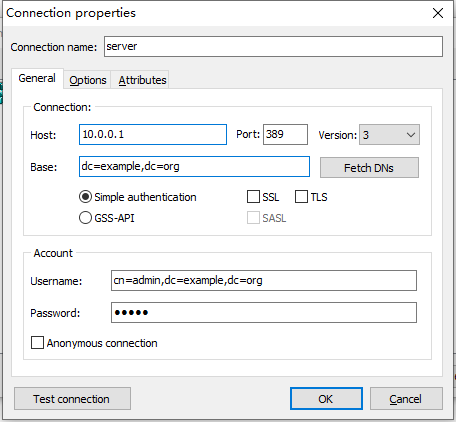 Connection properties
Connection name: server
General Options Attributes
Connection:
Host: 10.0.0.1 Port: 389 Version: 3
Base: dc=example,dc=org Fetch DNs
Simple authentication SSL TLS
GSS-API SASL
Account
Username: cn=admin,dc=example,dc=org
Password: •••••
Anonymous connection
Test connection OK Cancel